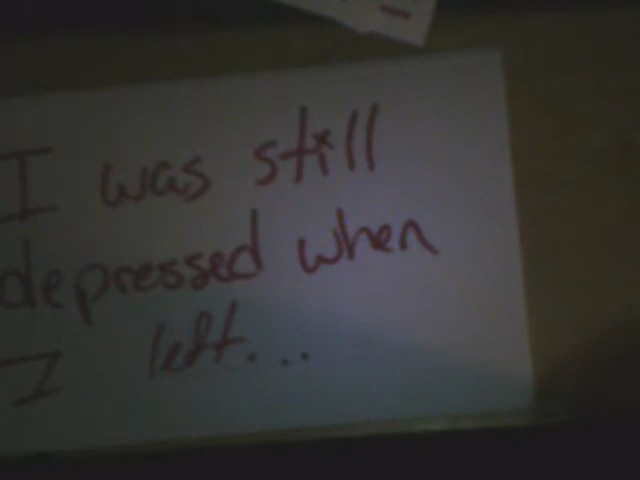 I was still
depressed when
I left...